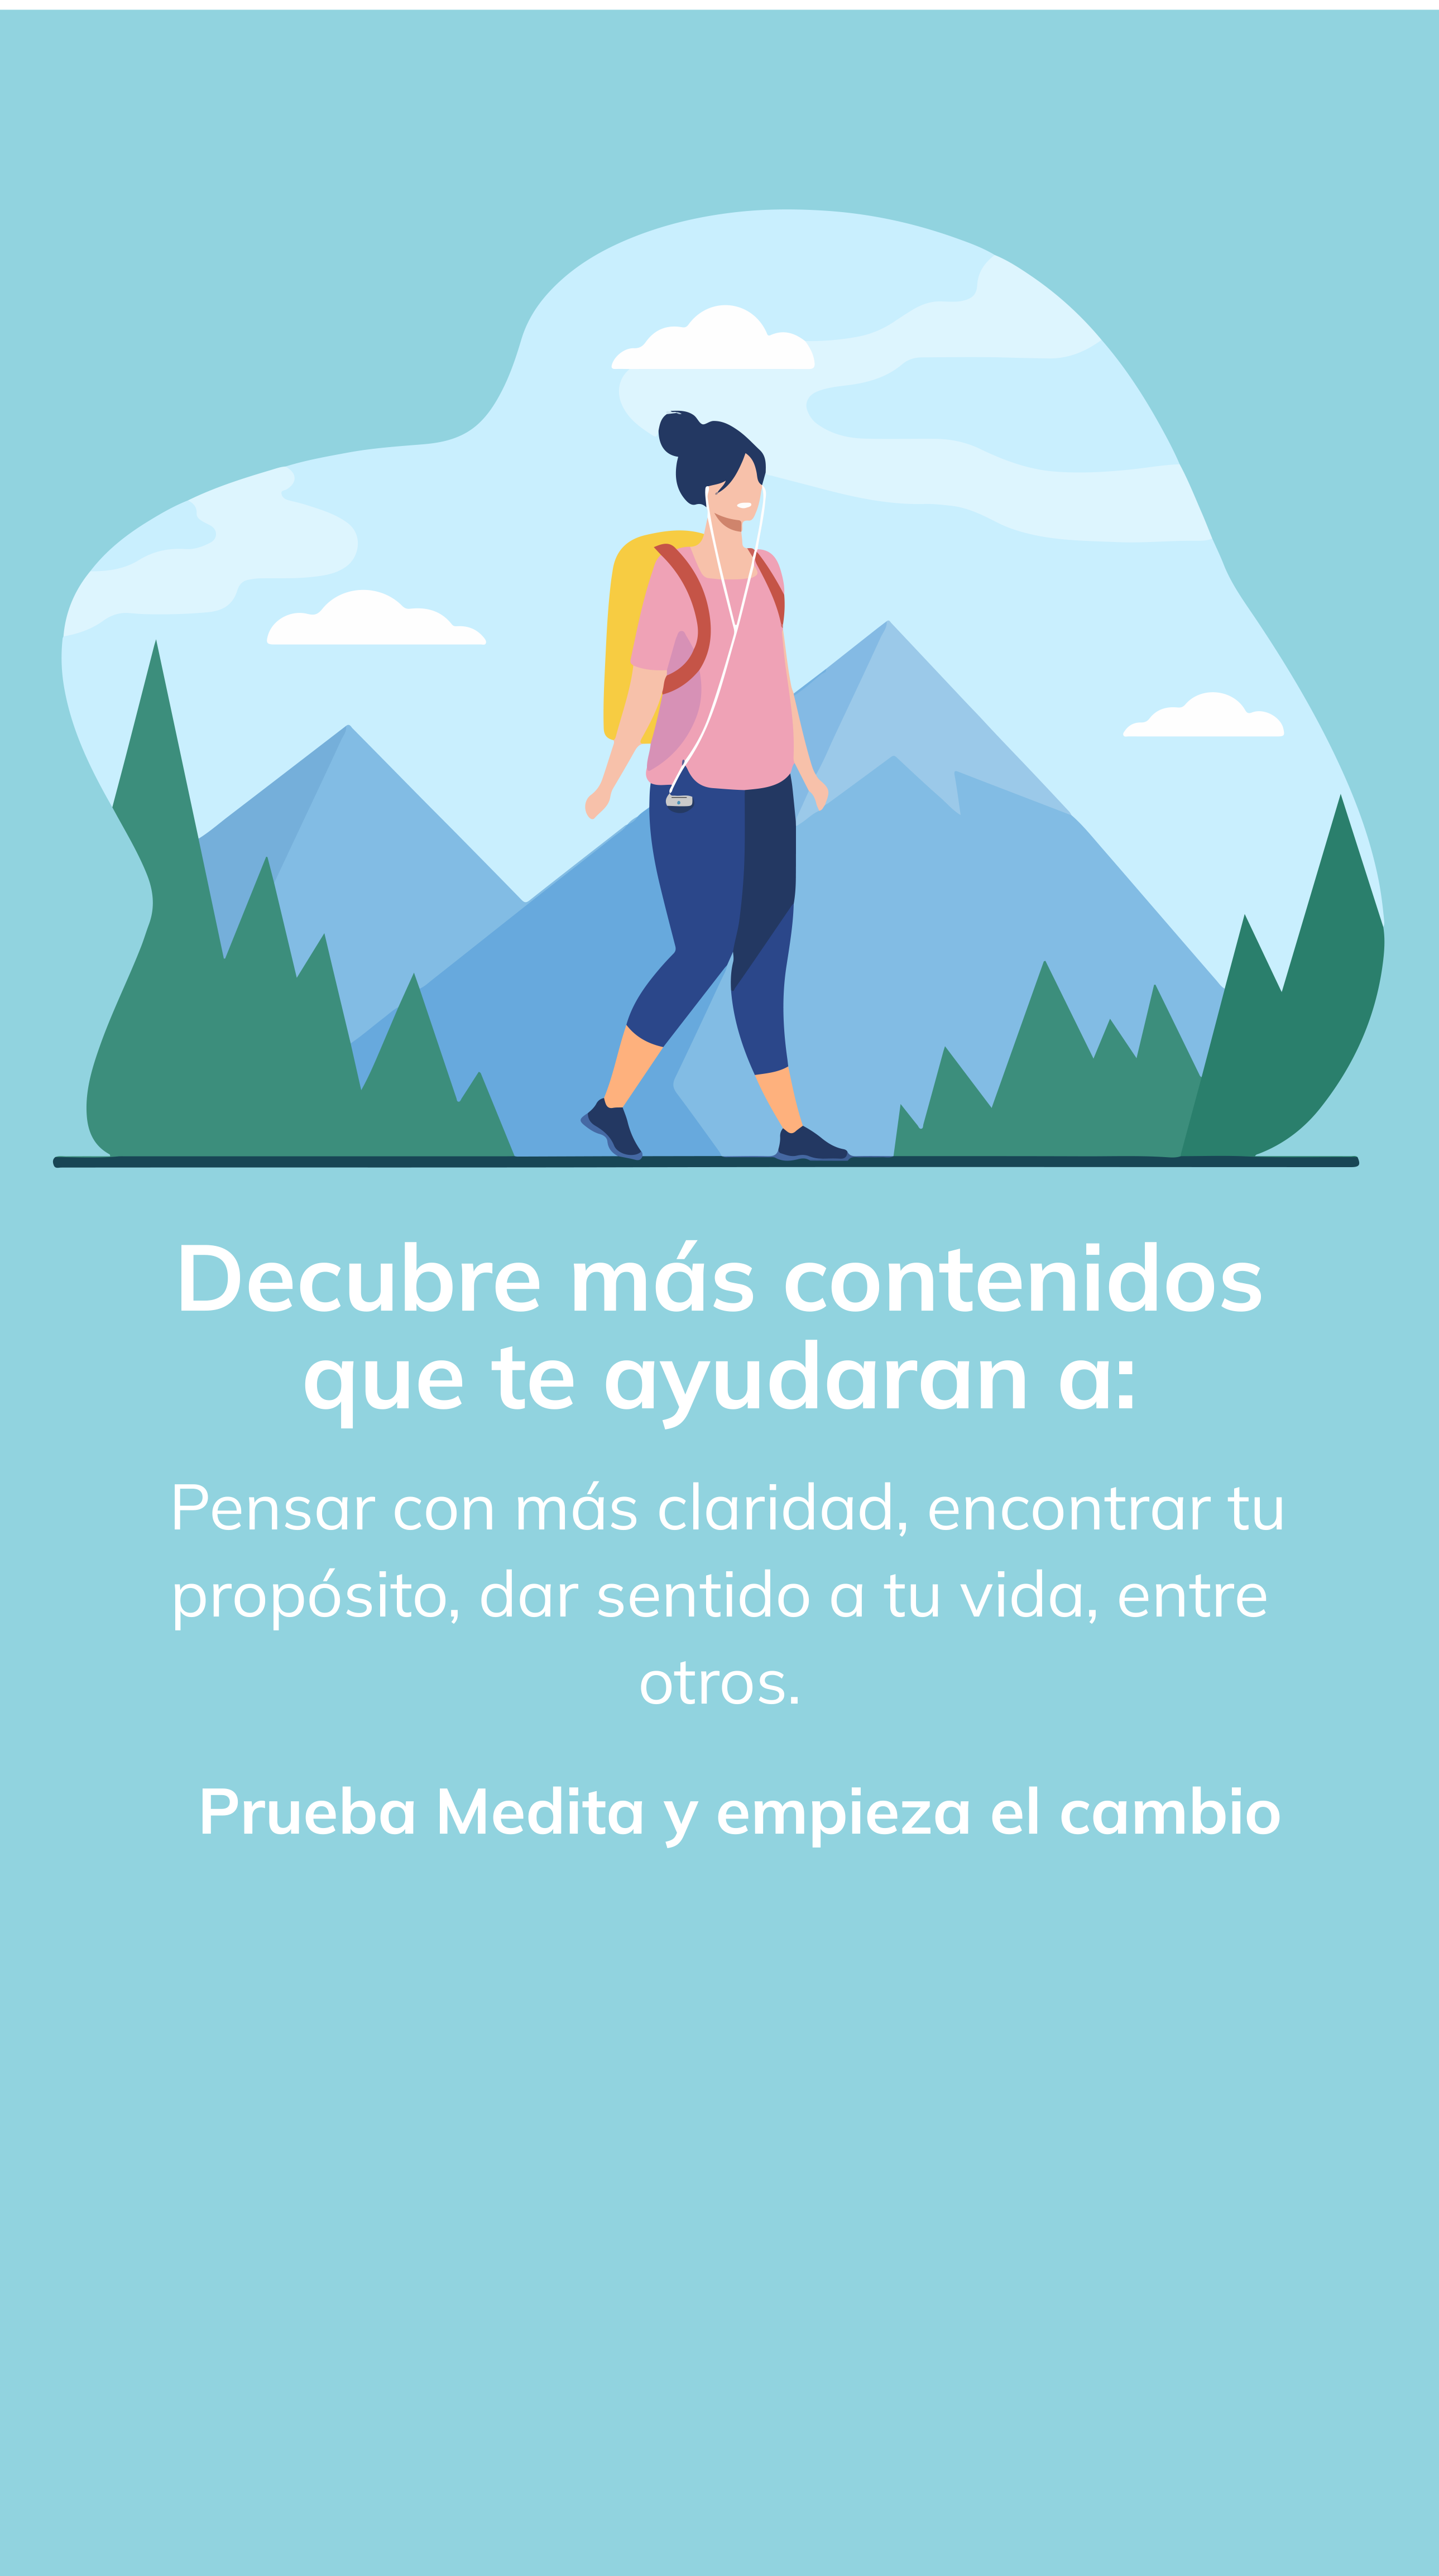 Decubre más contenidos
que te ayudaran a:
Pensar con más claridad, encontrar tu
propósito, dar sentido a tu vida, entre
otros.
Prueba Medita y empieza el cambio